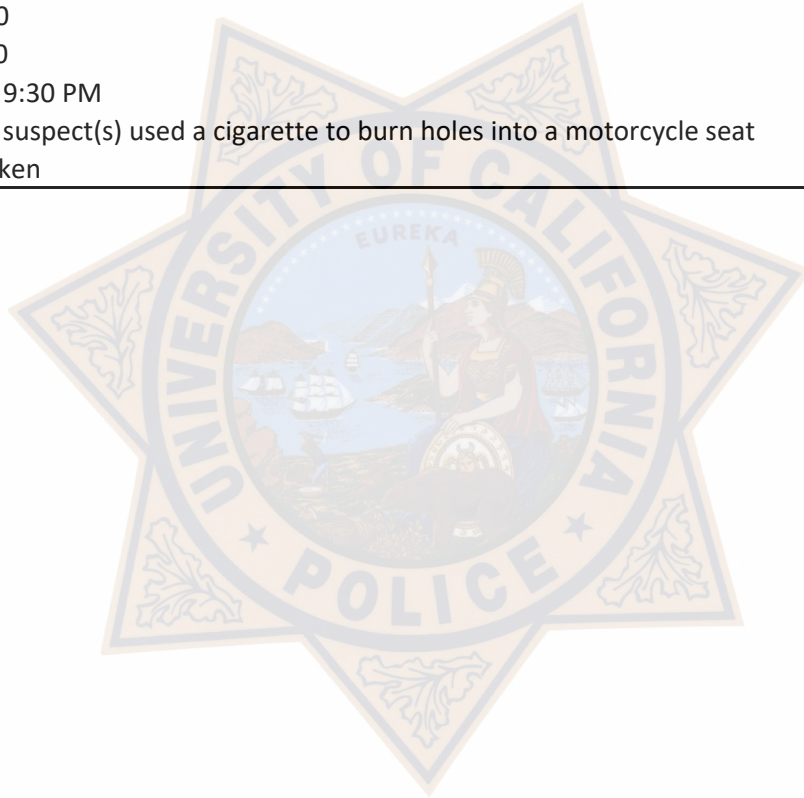 0
0
9:30 PM
suspect(s) used a cigarette to burn holes into a motorcycle seat
ken
UNIVERSITY OF CALIFORNIA
EUREKA
POLICE